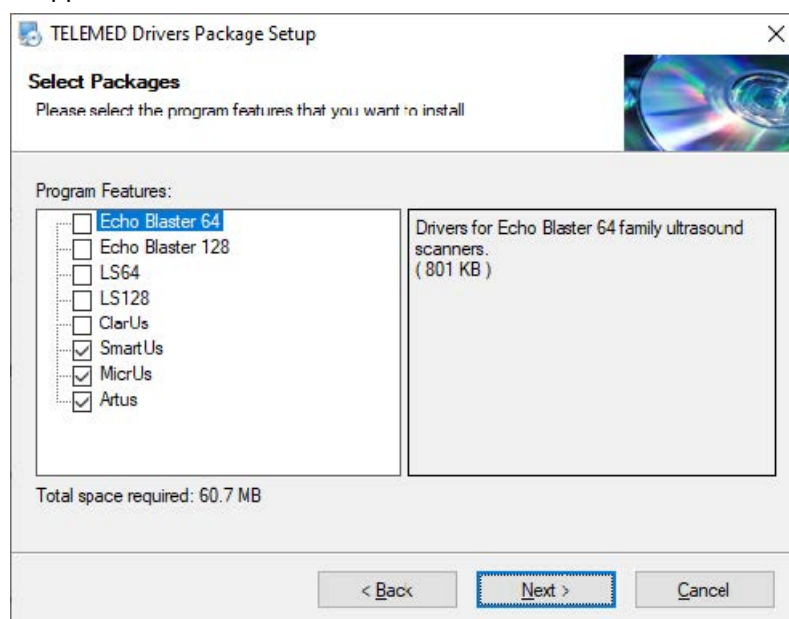 TELEMED Drivers Package Setup
Select Packages
Please select the program features that you want to install
Program Features:
Echo Blaster 64
Echo Blaster 128
LS64
LS128
ClarUs
SmartUs
MicrUs
Artus
Drivers for Echo Blaster 64 family ultrasound
scanners.
( 801 KB )
Total space required: 60.7 MB
< Back
Next >
Cancel